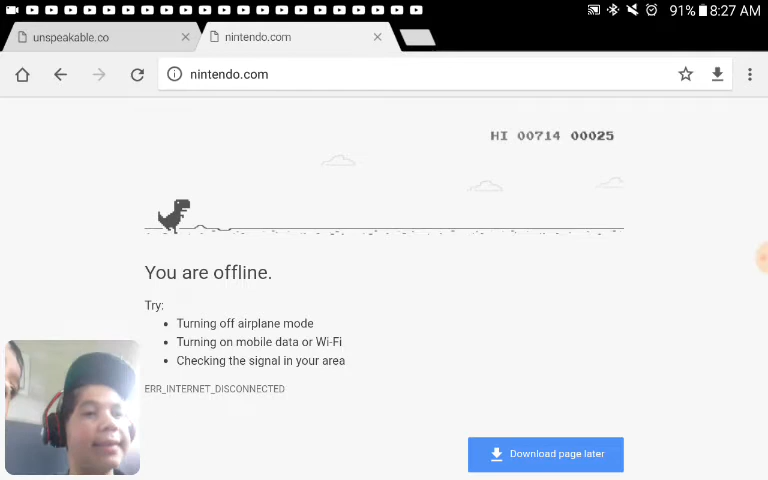 91% 8:27 AM
unspeakable.co
nintendo.com
nintendo.com
HI 00714 00025
You are offline.
Try:
Turning off airplane mode
Turning on mobile data or Wi-Fi
Checking the signal in your area
ERR_INTERNET_DISCONNECTED
Download page later